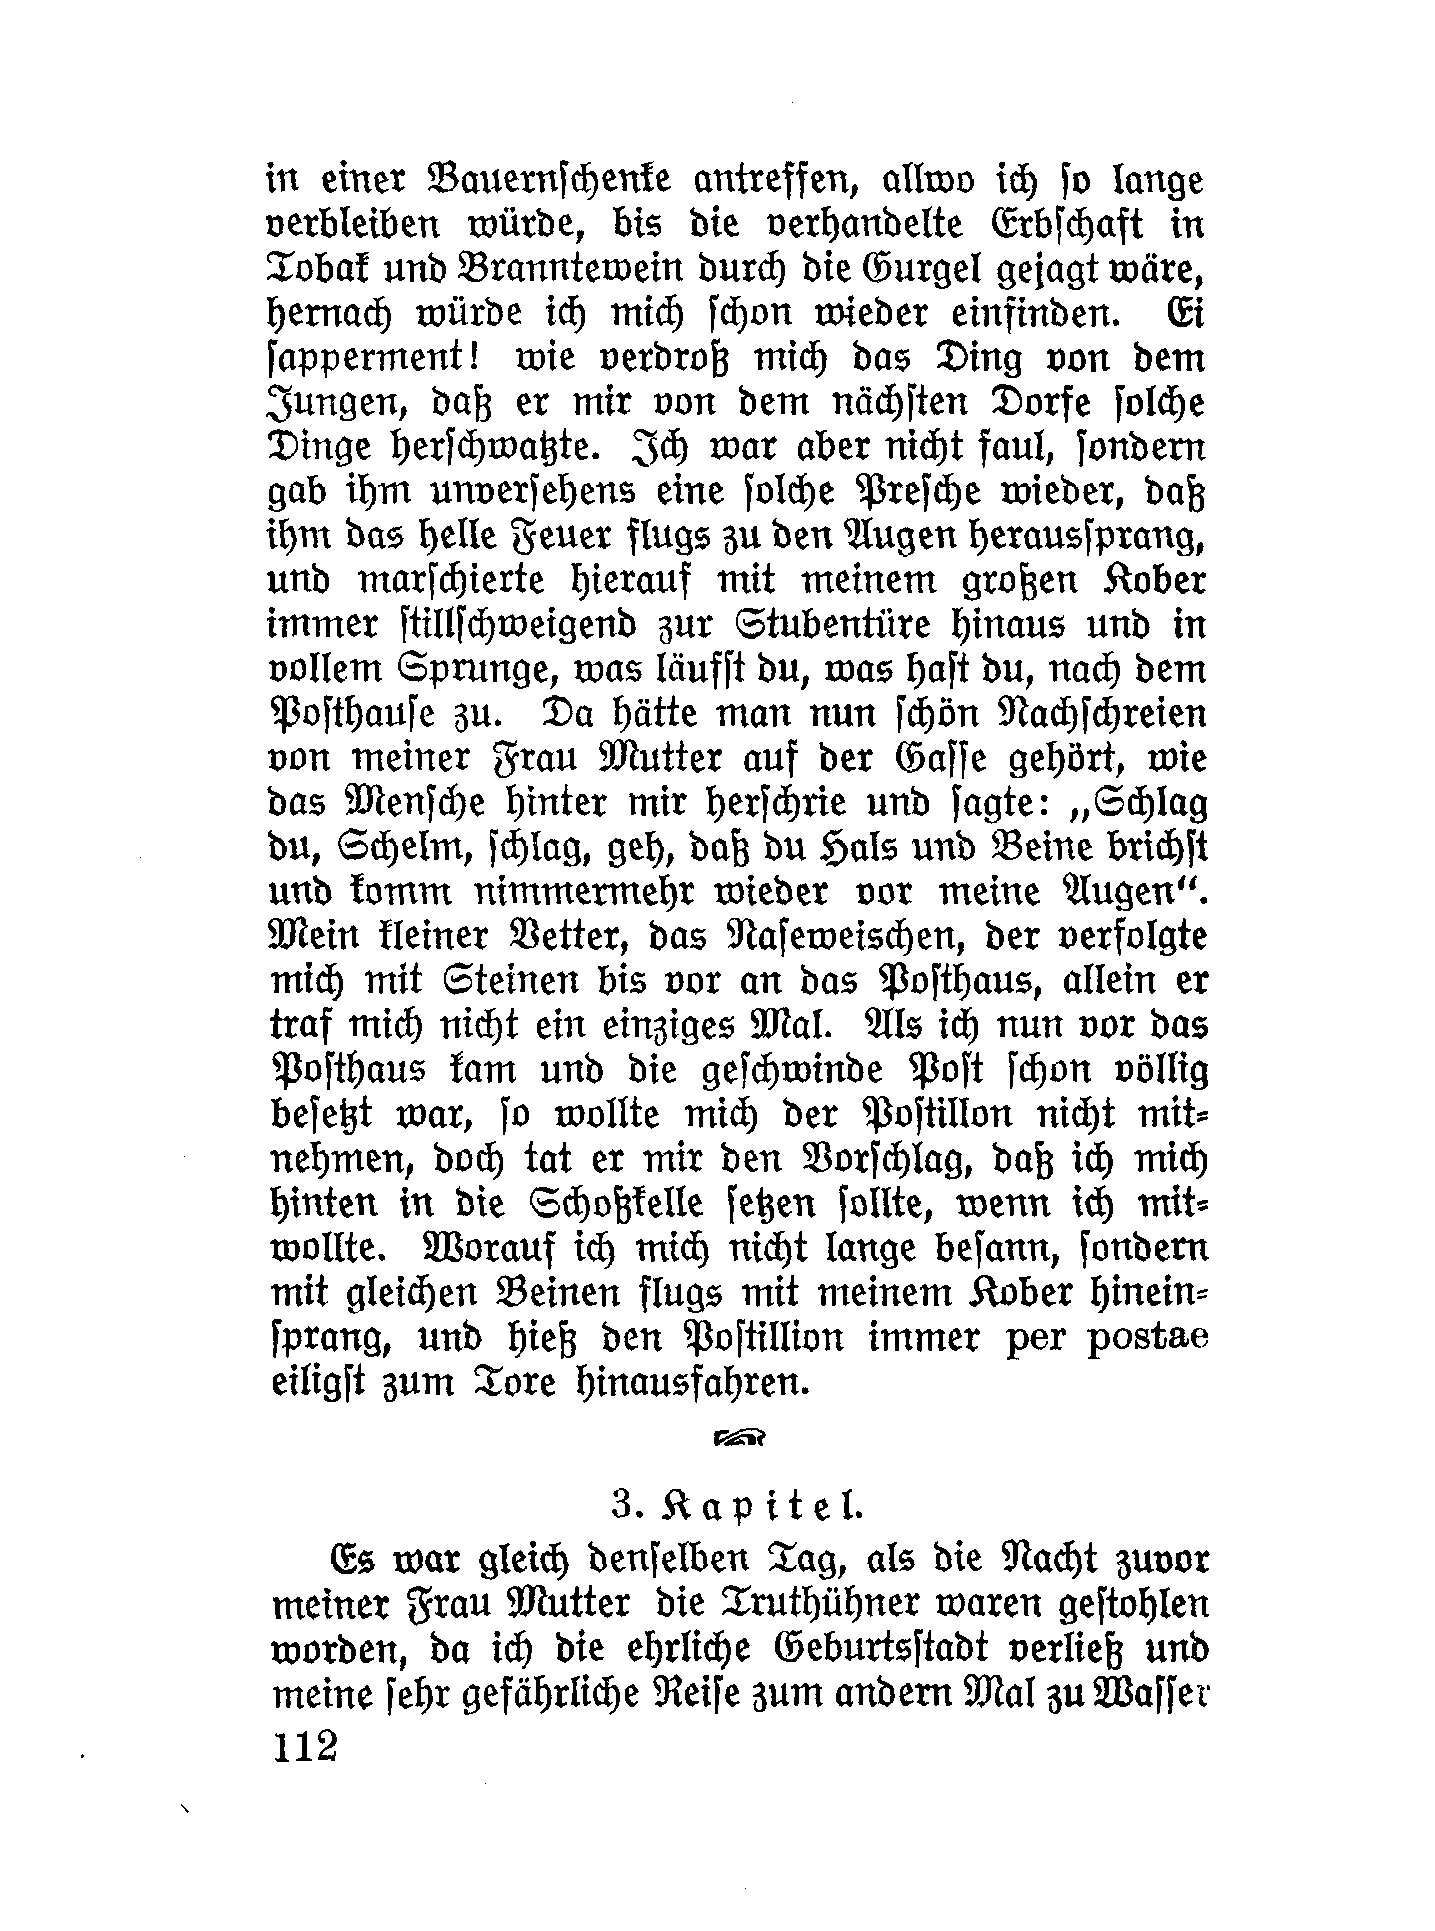 in einer Bauernſchenke antreffen, allwo ich ſo lange
verbleiben würde, bis die verhandelte Erbſchaft in
Tobak und Branntewein durch die Gurgel gejagt wäre,
hernach würde ich mich ſchon wieder einfinden. Ei
ſapperment! wie verdroß mich das Ding von dem
Jungen, daß er mir von dem nächſten Dorfe ſolche
Dinge herſchwatzte. Ich war aber nicht faul, ſondern
gab ihm unverſehens eine ſolche Preſche wieder, daß
ihm das helle Feuer flugs zu den Augen herausſprang,
und marſchierte hierauf mit meinem großen Kober
immer ſtillſchweigend zur Stubentüre hinaus und in
vollem Sprunge, was läufſt du, was haſt du, nach dem
Poſthauſe zu. Da hätte man nun ſchön Nachſchreien
von meiner Frau Mutter auf der Gaſſe gehört, wie
das Menſche hinter mir herſchrie und ſagte: „Schlag
du, Schelm, ſchlag, geh, daß du Hals und Beine brichſt
und komm nimmermehr wieder vor meine Augen“.
Mein kleiner Vetter, das Naſeweischen, der verfolgte
mich mit Steinen bis vor an das Poſthaus, allein er
traf mich nicht ein einziges Mal. Als ich nun vor das
Poſthaus kam und die geſchwinde Poſt ſchon völlig
beſetzt war, ſo wollte mich der Poſtillon nicht mit⸗
nehmen, doch tat er mir den Vorſchlag, daß ich mich
hinten in die Schoßkelle ſetzen ſollte, wenn ich mit⸗
wollte. Worauf ich mich nicht lange beſann, ſondern
mit gleichen Beinen flugs mit meinem Kober hinein⸗
ſprang, und hieß den Poſtillion immer per postae
eiligſt zum Tore hinausfahren.
3. Kapitel.
Es war gleich denſelben Tag, als die Nacht zuvor
meiner Frau Mutter die Truthühner waren geſtohlen
worden, da ich die ehrliche Geburtsſtadt verließ und
meine ſehr gefährliche Reiſe zum andern Mal zu Waſſer
112